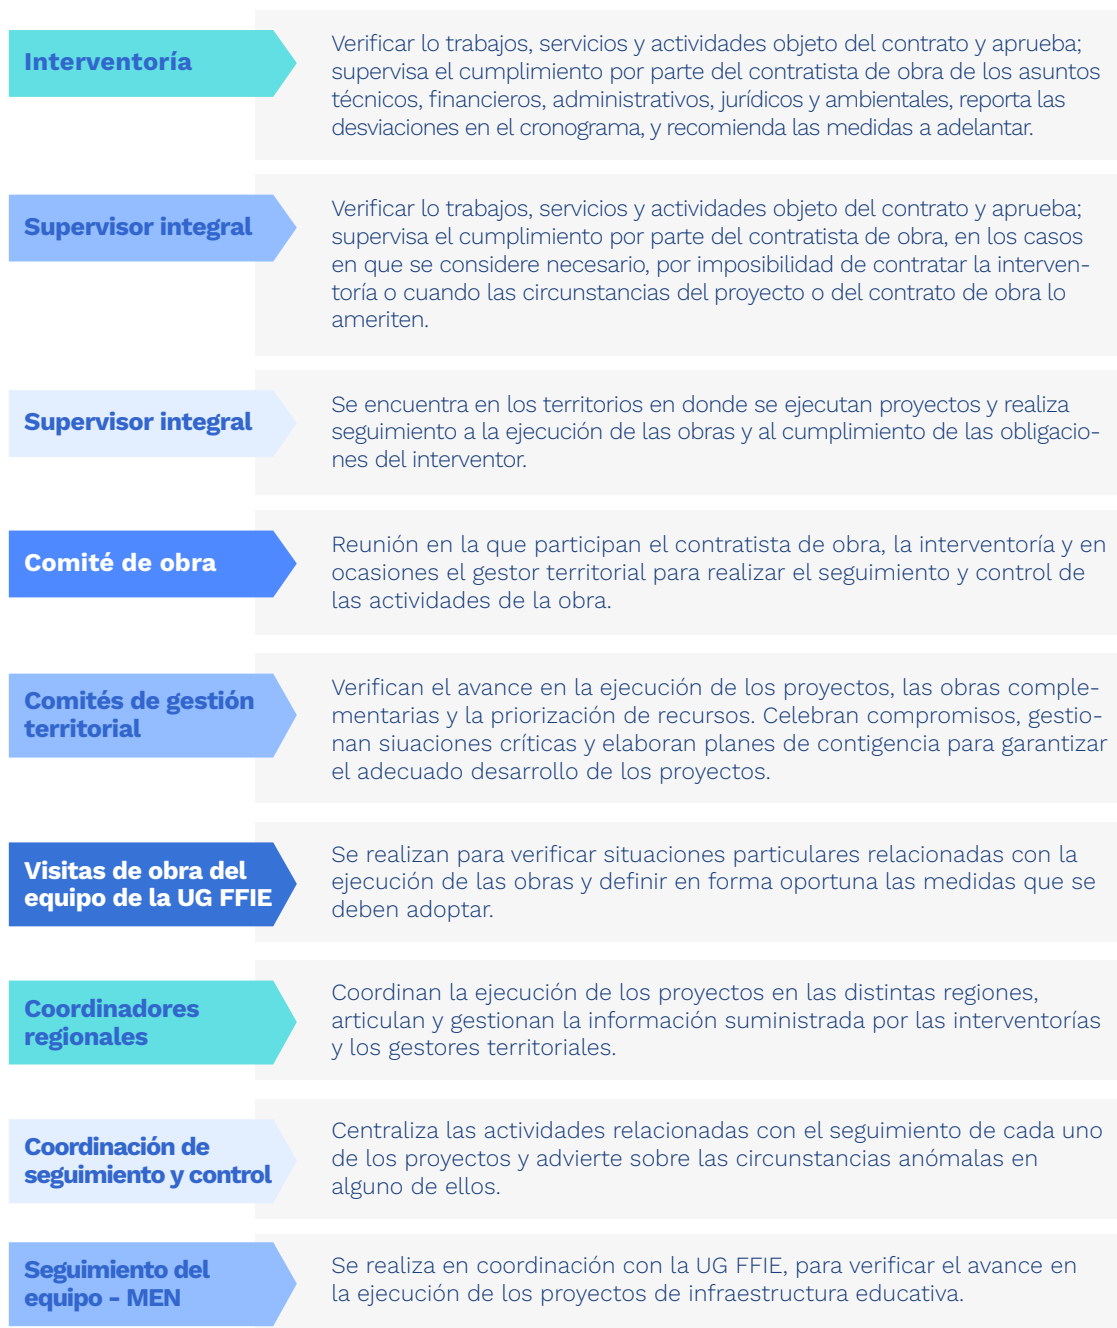 Interventoría
Verificar lo trabajos, servicios y actividades objeto del contrato y aprueba;
supervisa el cumplimiento por parte del contratista de obra de los asuntos
técnicos, financieros, administrativos, jurídicos y ambientales, reporta las
desviaciones en el cronograma, y recomienda las medidas a adelantar.
Supervisor integral
Verificar lo trabajos, servicios y actividades objeto del contrato y aprueba;
supervisa el cumplimiento por parte del contratista de obra, en los casos
en que se considere necesario, por imposibilidad de contratar la interven-
toría o cuando las circunstancias del proyecto o del contrato de obra lo
ameriten.
Supervisor integral
Se encuentra en los territorios en donde se ejecutan proyectos y realiza
seguimiento a la ejecución de las obras y al cumplimiento de las obligacio-
nes del interventor.
Comité de obra
Reunión en la que participan el contratista de obra, la interventoría y en
ocasiones el gestor territorial para realizar el seguimiento y control de
las actividades de la obra.
Comités de gestión
territorial
Verifican el avance en la ejecución de los proyectos, las obras comple-
mentarias y la priorización de recursos. Celebran compromisos, gestio-
nan siuaciones críticas y elaboran planes de contigencia para garantizar
el adecuado desarrollo de los proyectos.
Visitas de obra del
equipo de la UG FFIE
Se realizan para verificar situaciones particulares relacionadas con la
ejecución de las obras y definir en forma oportuna las medidas que se
deben adoptar.
Coordinadores
regionales
Coordinan la ejecución de los proyectos en las distintas regiones,
articulan y gestionan la información suministrada por las interventorías
y los gestores territoriales.
Coordinación de
seguimiento y control
Centraliza las actividades relacionadas con el seguimiento de cada uno
de los proyectos y advierte sobre las circunstancias anómalas en
alguno de ellos.
Seguimiento del
equipo - MEN
Se realiza en coordinación con la UG FFIE, para verificar el avance en
la ejecución de los proyectos de infraestructura educativa.